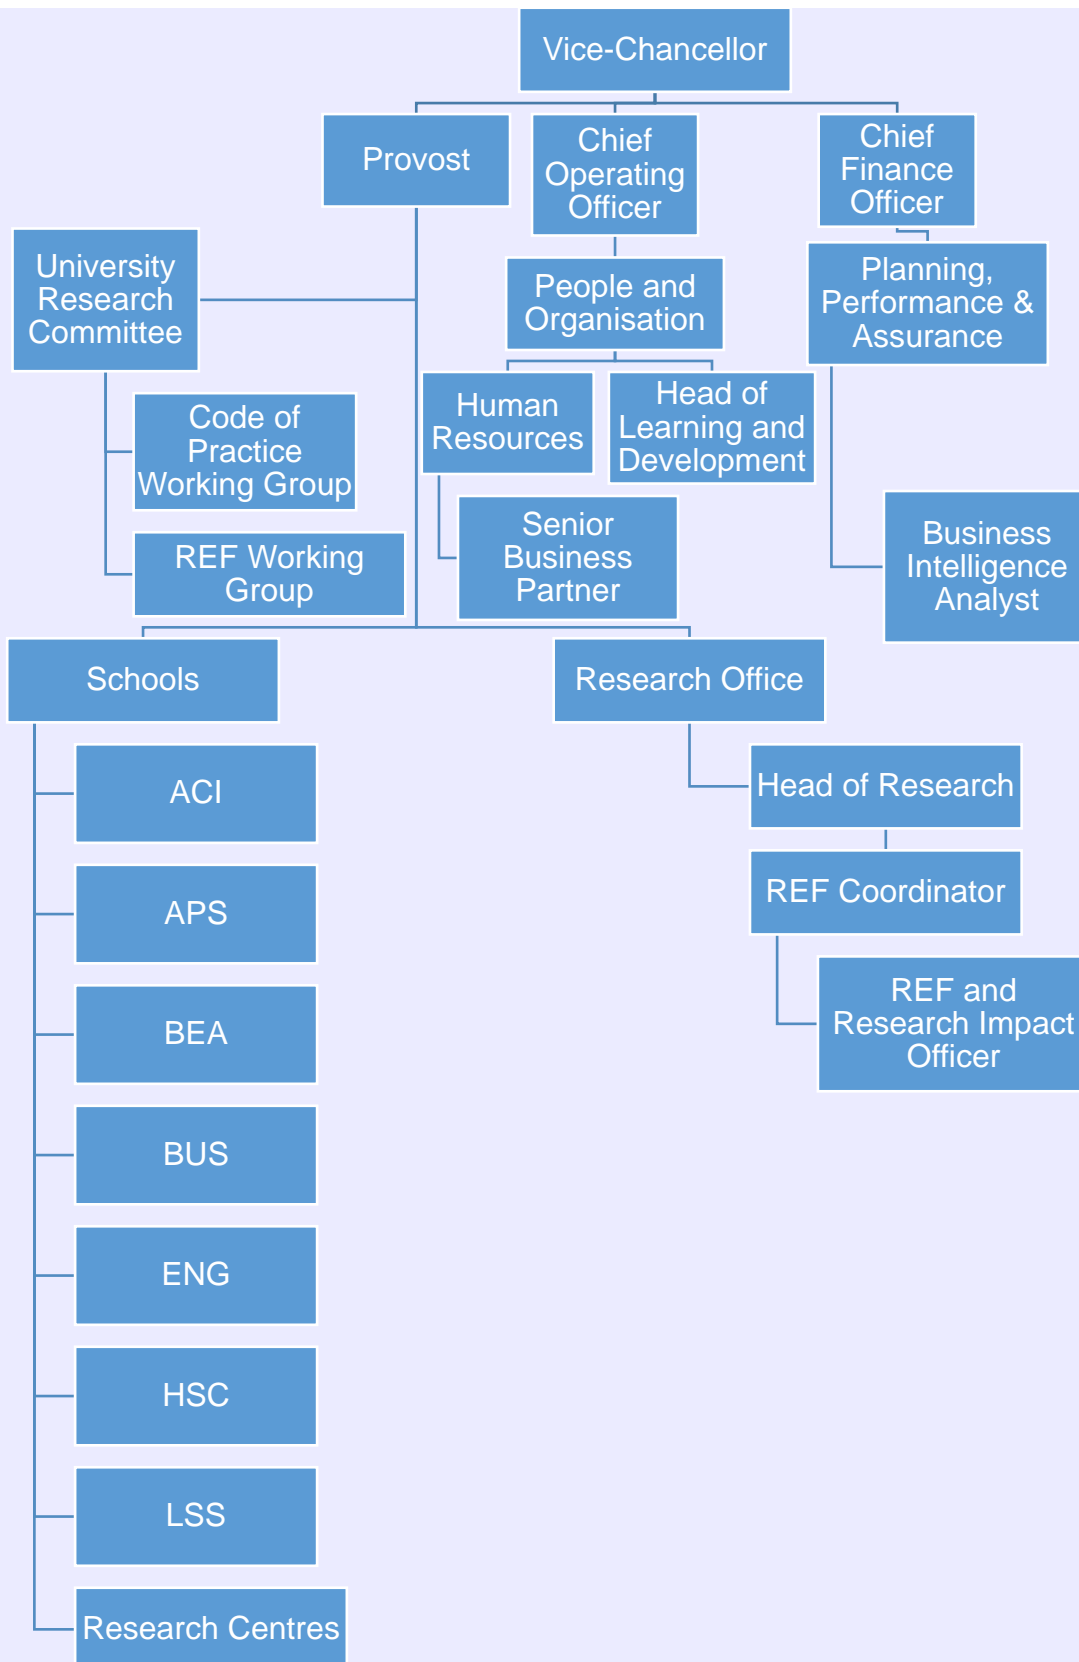 Vice-Chancellor
Provost
Chief
Operating
Officer
Chief
Finance
Officer
University
Research
Committee
People and
Organisation
Planning,
Performance &
Assurance
Code of
Practice
Working Group
Human
Resources
Head of
Learning and
Development
REF Working
Group
Senior
Business
Partner
Business
Intelligence
Analyst
Schools
Research Office
ACI
Head of Research
APS
REF Coordinator
BEA
REF and
Research Impact
Officer
BUS
ENG
HSC
LSS
Research Centres